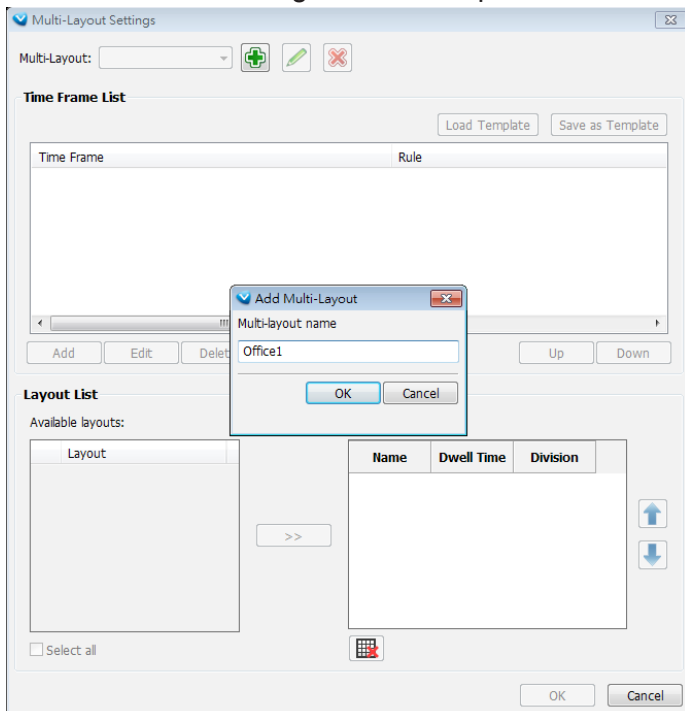 Multi-Layout Settings
Multi-Layout:
Time Frame List
Load Template Save as Template
Time Frame Rule
Add Multi-Layout
Multi-layout name
Office1
OK Cancel
Add Edit Delet Up Down
Layout List
Available layouts:
Layout
Name Dwell Time Division
>>
Select all
OK Cancel